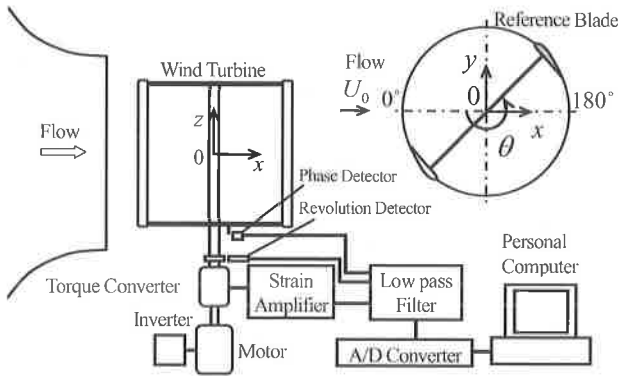 Reference Blade
Wind Turbine
Flow
U₀
0°
y
0
x
θ
180°
Flow
z
0
x
Phase Detector
Revolution Detector
Personal
Computer
Torque Converter
Strain
Amplifier
Low pass
Filter
Inverter
Motor
A/D Converter